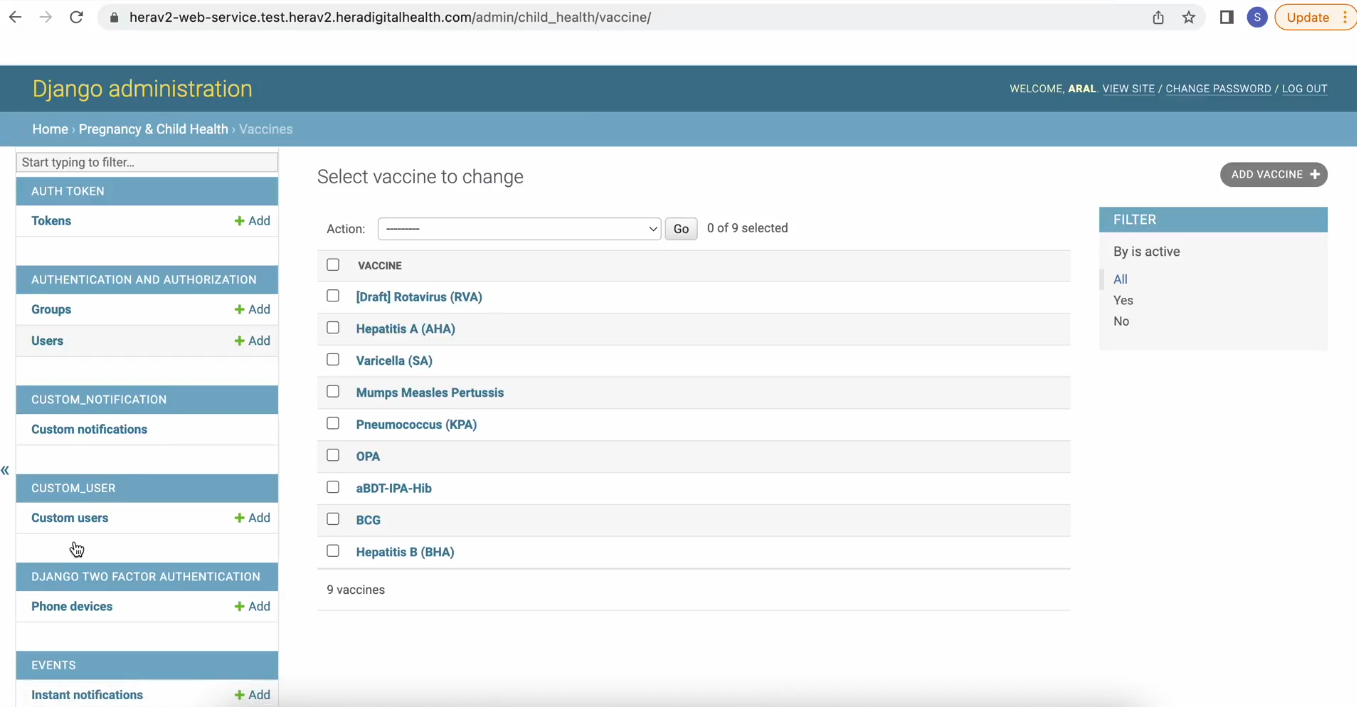 herav2-web-service.test.herav2.heradigitalhealth.com/admin/child_health/vaccine/
S
Update
Django administration
WELCOME, ARAL. VIEW SITE / CHANGE PASSWORD / LOG OUT
Home › Pregnancy & Child Health › Vaccines
Start typing to filter...
AUTH TOKEN
Tokens
+ Add
AUTHENTICATION AND AUTHORIZATION
Groups
+ Add
Users
+ Add
CUSTOM_NOTIFICATION
Custom notifications
«
CUSTOM_USER
Custom users
+ Add
DJANGO TWO FACTOR AUTHENTICATION
Phone devices
+ Add
EVENTS
Instant notifications
+ Add
Select vaccine to change
ADD VACCINE +
Action: --------- Go 0 of 9 selected
VACCINE
[Draft] Rotavirus (RVA)
Hepatitis A (AHA)
Varicella (SA)
Mumps Measles Pertussis
Pneumococcus (KPA)
OPA
aBDT-IPA-Hib
BCG
Hepatitis B (BHA)
9 vaccines
FILTER
By is active
All
Yes
No